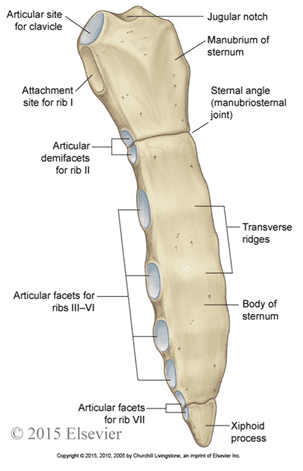 Articular site
for clavicle
Jugular notch
Manubrium of
sternum
Attachment
site for rib I
Sternal angle
(manubriosternal
joint)
Articular
demifacets
for rib II
Transverse
ridges
Articular facets for
ribs III–VI
Body of
sternum
Articular facets
for rib VII
Xiphoid
process
© 2015 Elsevier
Copyright © 2015, 2010, 2005 by Churchill Livingstone, an imprint of Elsevier Inc.